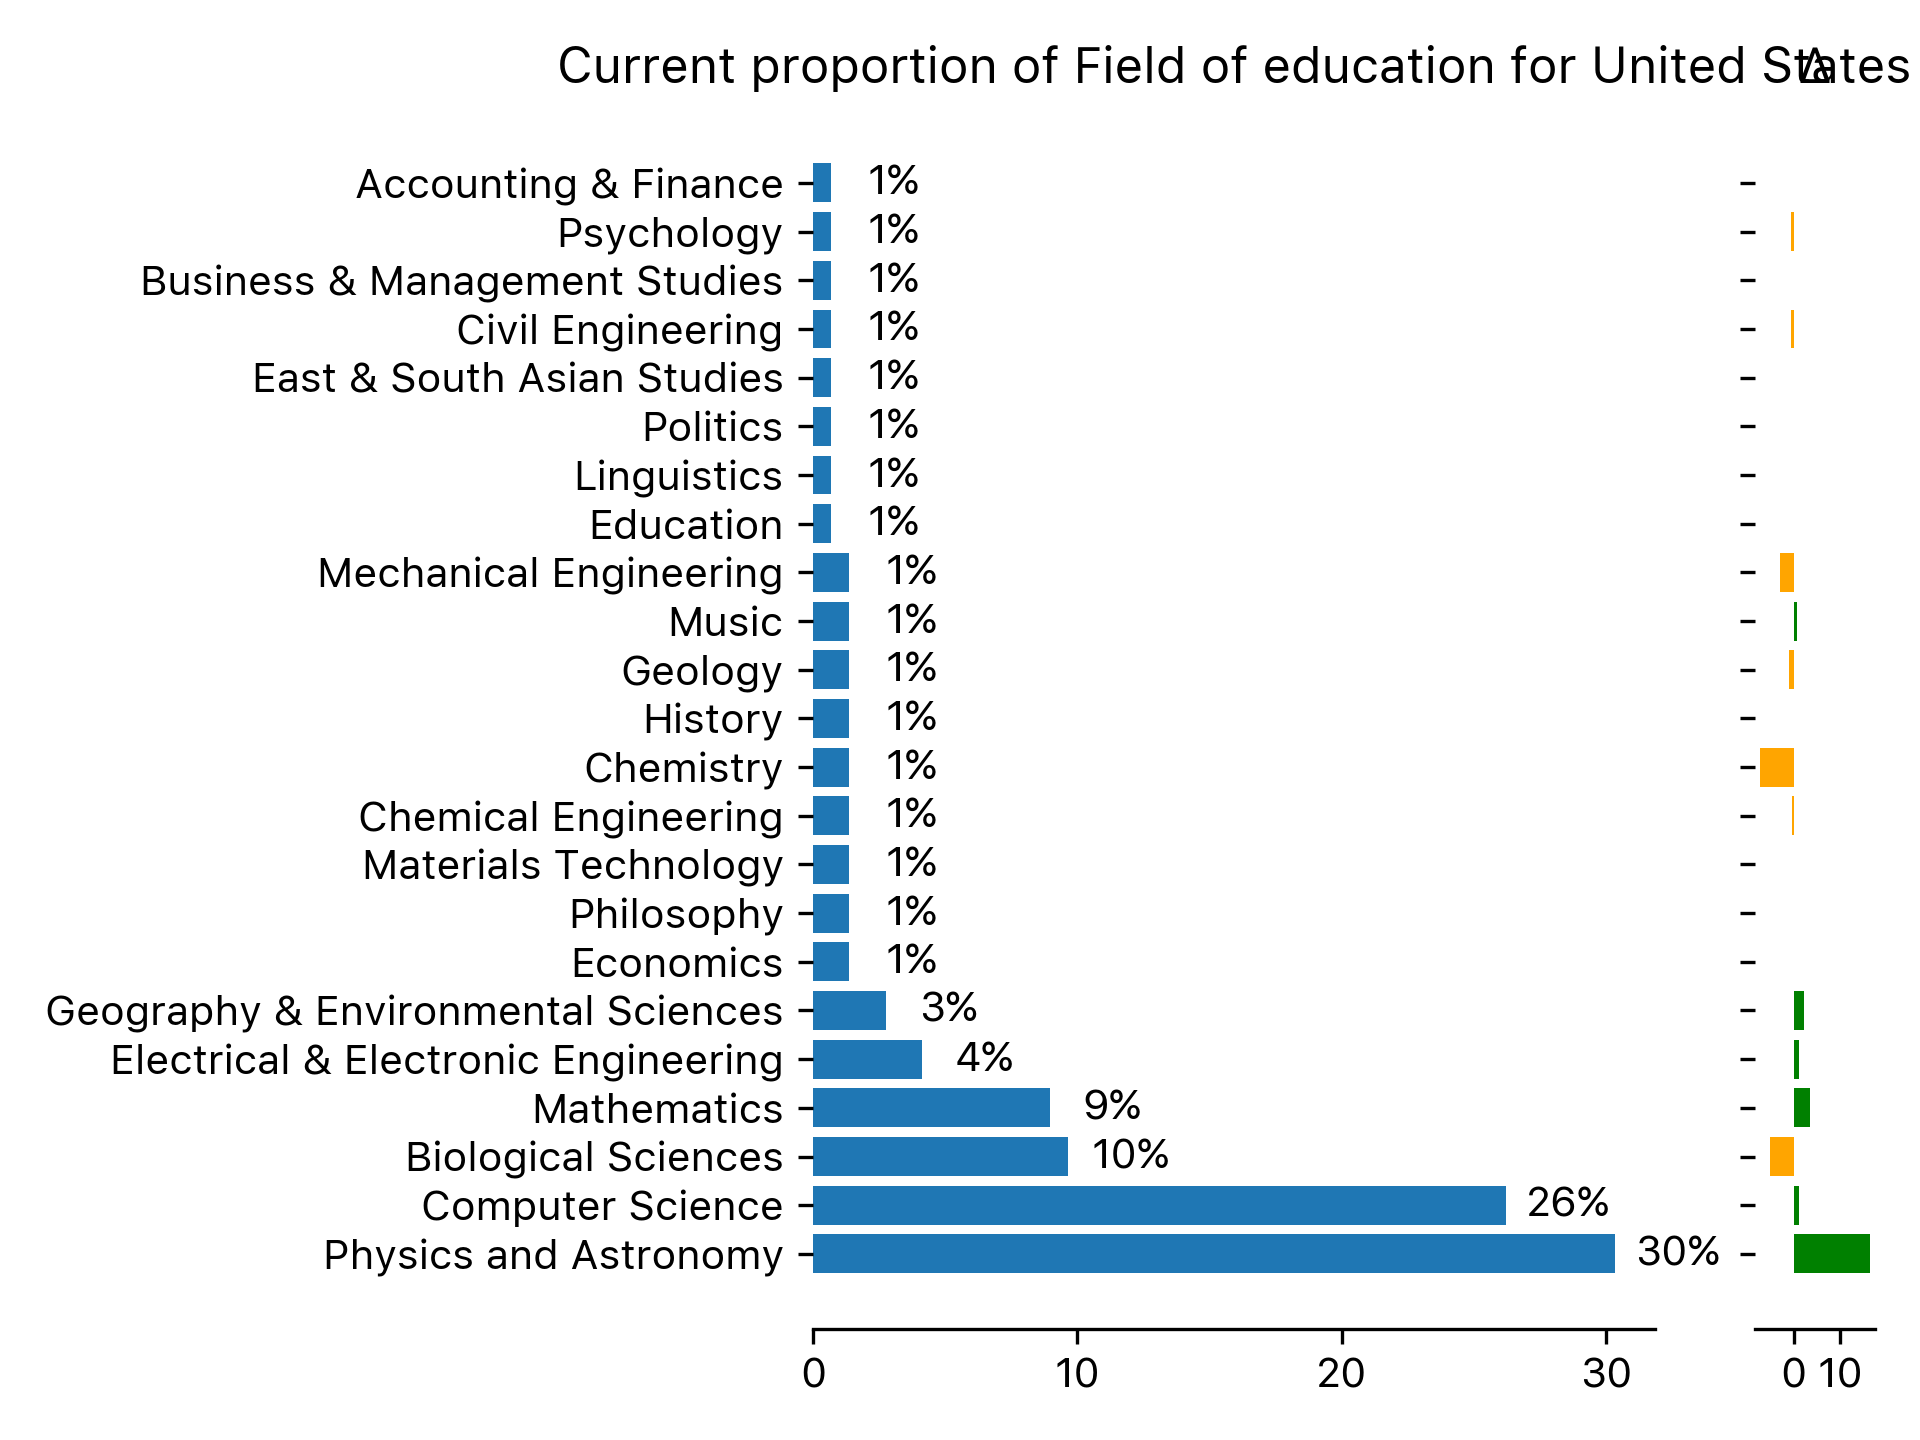 Current proportion of Field of education for United States
Δ
Accounting & Finance 1%
Psychology 1%
Business & Management Studies 1%
Civil Engineering 1%
East & South Asian Studies 1%
Politics 1%
Linguistics 1%
Education 1%
Mechanical Engineering 1%
Music 1%
Geology 1%
History 1%
Chemistry 1%
Chemical Engineering 1%
Materials Technology 1%
Philosophy 1%
Economics 1%
Geography & Environmental Sciences 3%
Electrical & Electronic Engineering 4%
Mathematics 9%
Biological Sciences 10%
Computer Science 26%
Physics and Astronomy 30%
0 10 20 30 0 10